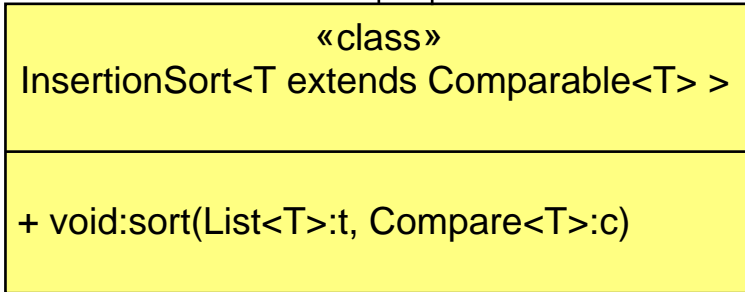 «class»
InsertionSort<T extends Comparable<T> >
+ void:sort(List<T>:t, Compare<T>:c)